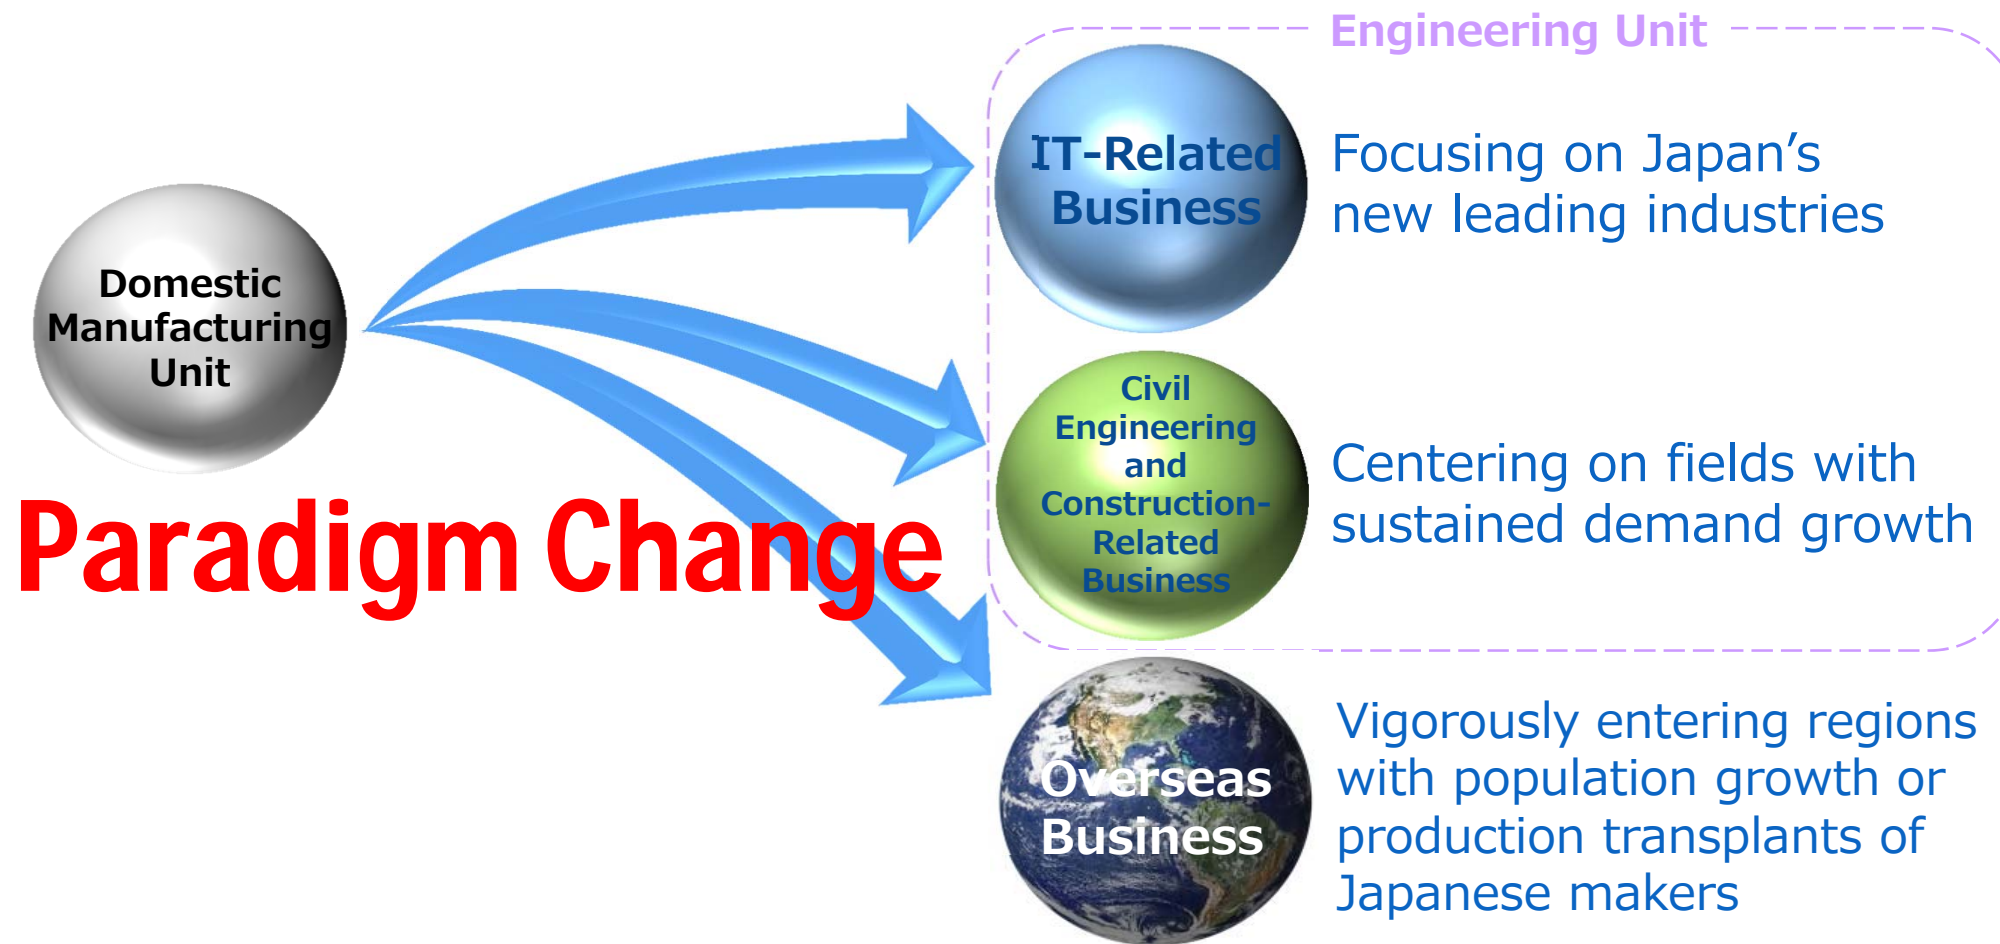 Engineering Unit
IT-Related
Business
Focusing on Japan’s
new leading industries
Domestic
Manufacturing
Unit
Civil
Engineering
and
Construction-
Related
Business
Centering on fields with
sustained demand growth
Paradigm Change
Overseas
Business
Vigorously entering regions
with population growth or
production transplants of
Japanese makers